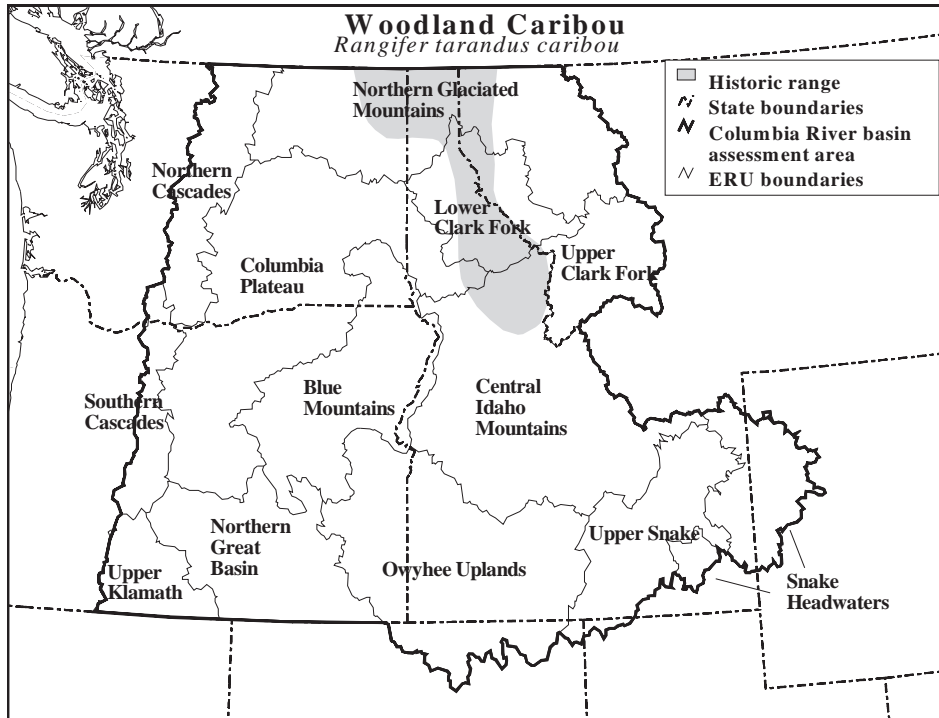 Woodland Caribou
Rangifer tarandus caribou
Historic range
State boundaries
Columbia River basin
assessment area
ERU boundaries
Northern Glaciated
Mountains
Northern
Cascades
Lower
Clark Fork
Upper
Clark Fork
Columbia
Plateau
Blue
Mountains
Central
Idaho
Mountains
Southern
Cascades
Northern
Great
Basin
Upper Snake
Owyhee Uplands
Upper
Klamath
Snake
Headwaters